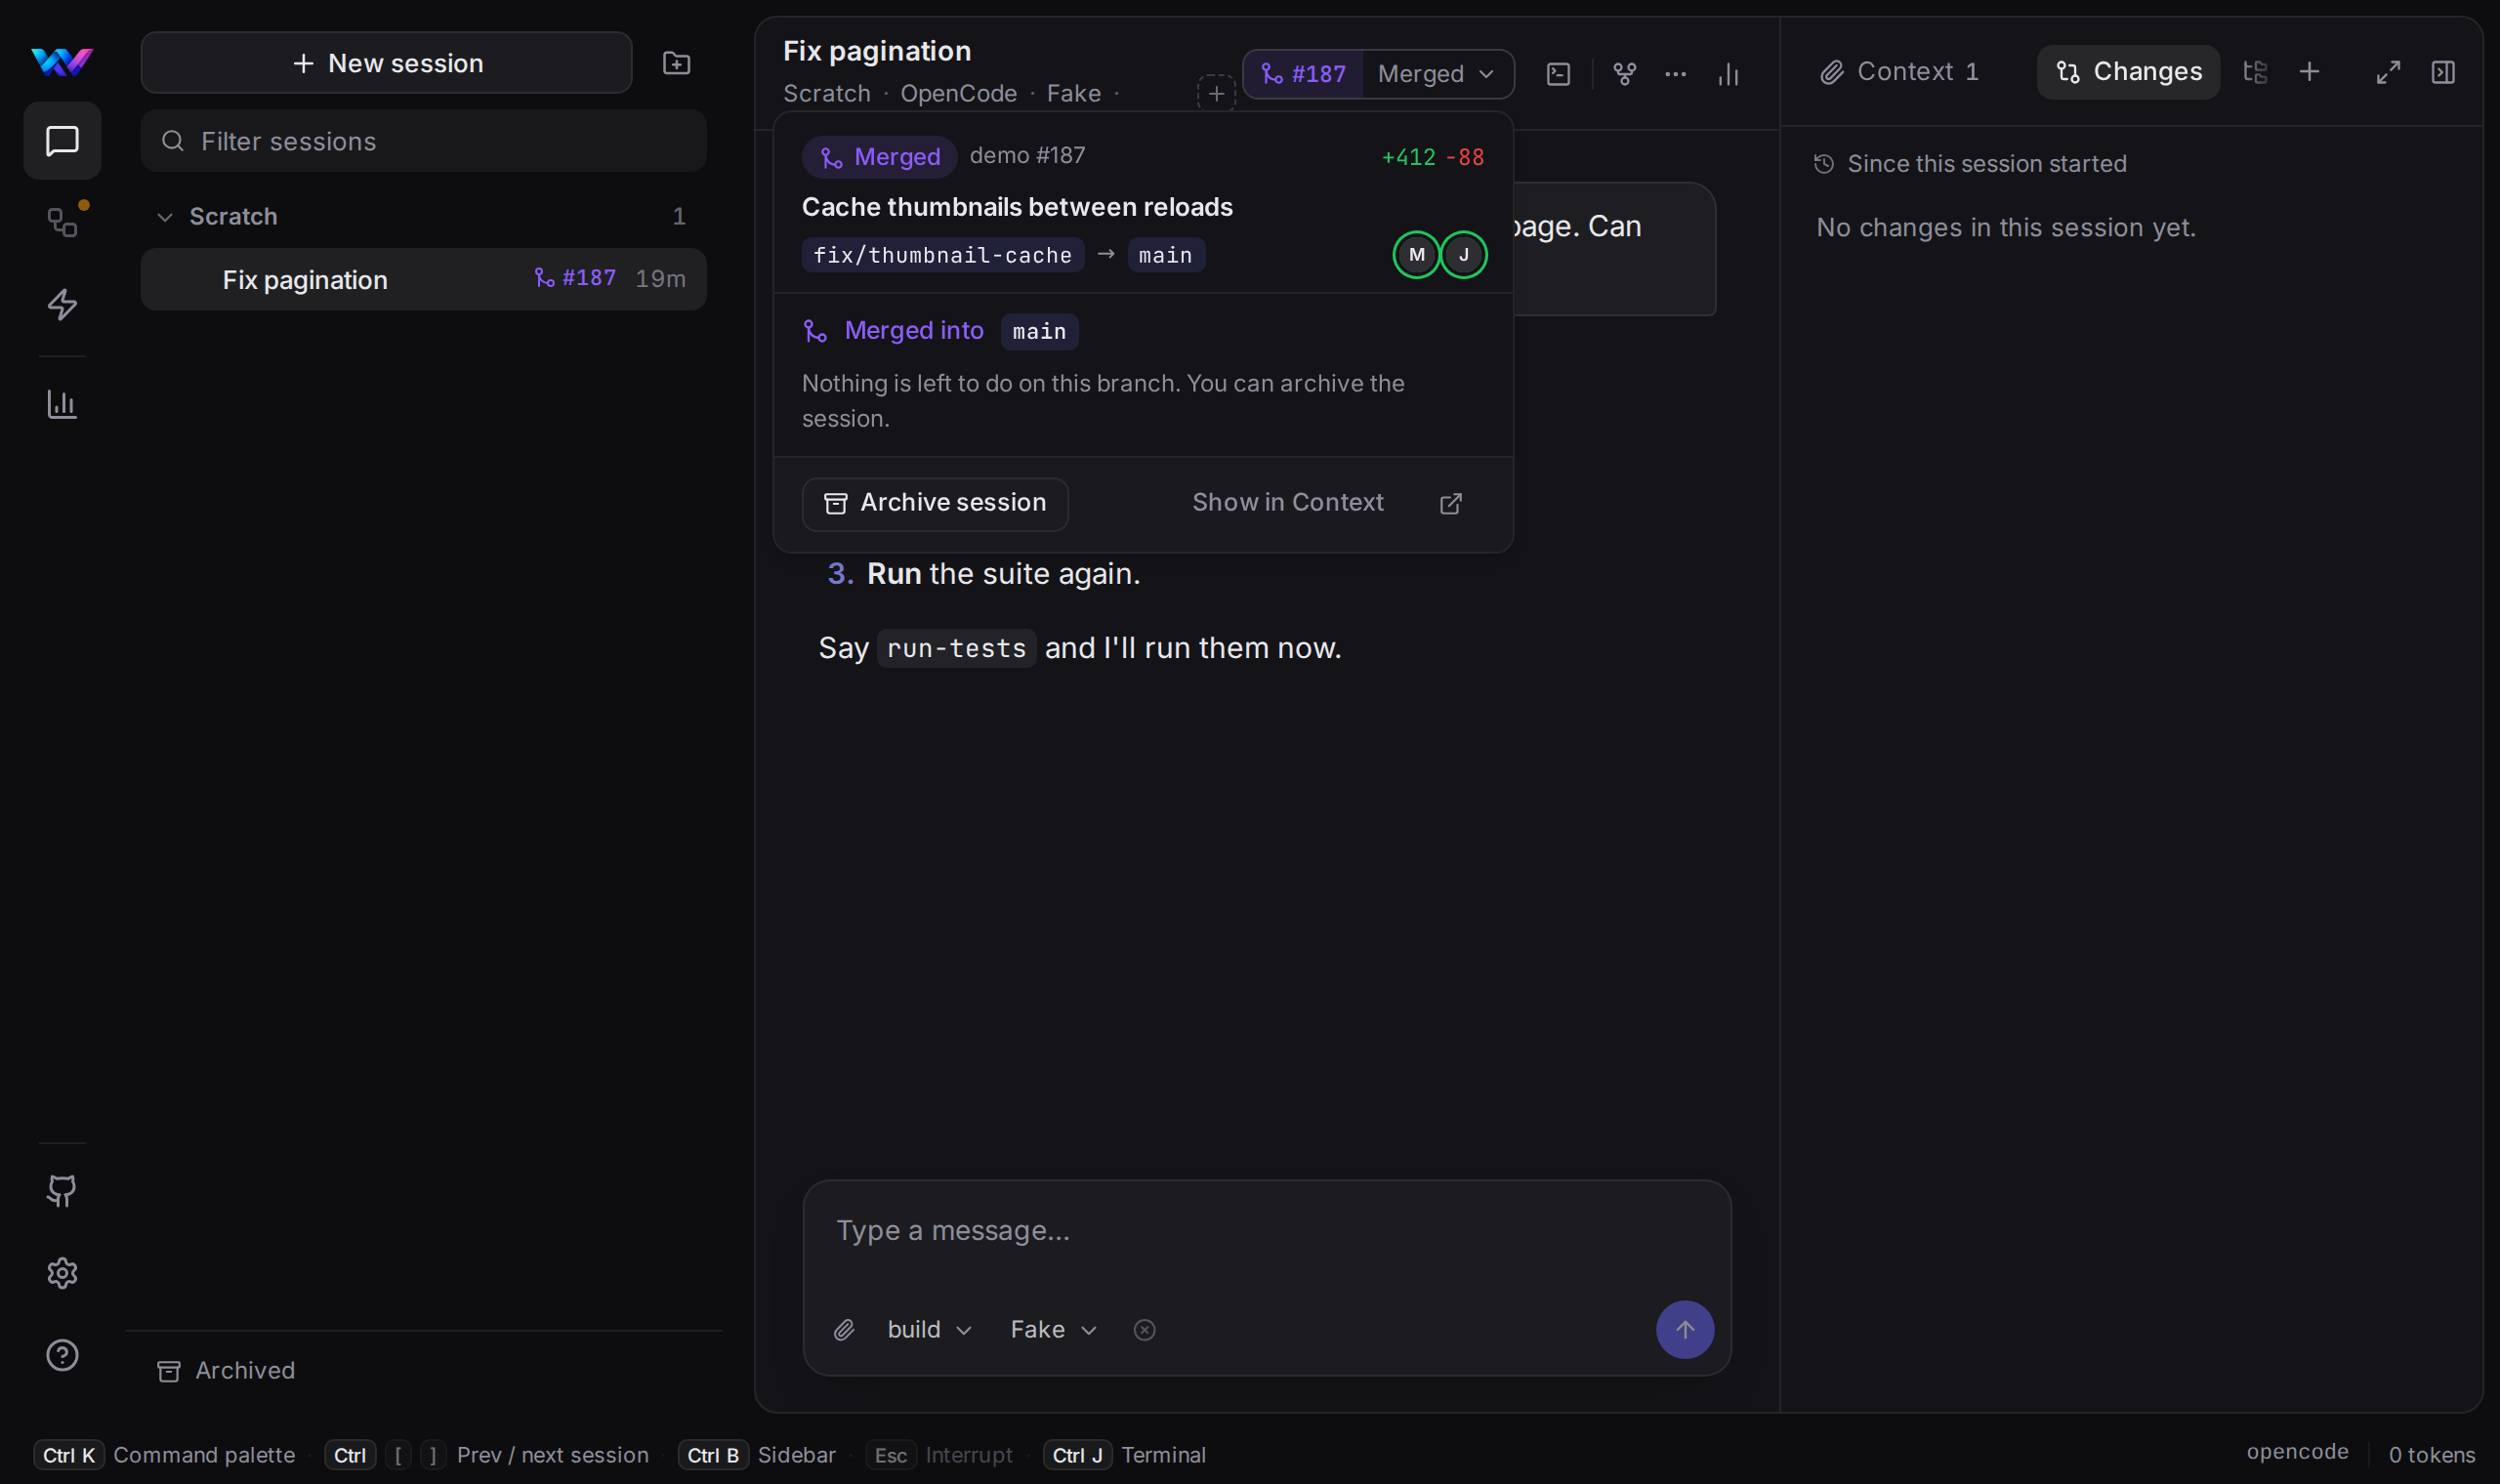 New session
Filter sessions
Scratch 1
Fix pagination #187 19m
Archived
Fix pagination
Scratch · OpenCode · Fake ·
#187 Merged
Merged demo #187 +412 -88
Cache thumbnails between reloads
fix/thumbnail-cache → main M J
Merged into main
Nothing is left to do on this branch. You can archive the
session.
Archive session Show in Context
page. Can
3. Run the suite again.
Say run-tests and I'll run them now.
Type a message...
build Fake
Context 1 Changes
Since this session started
No changes in this session yet.
Ctrl K Command palette · Ctrl [ ] Prev / next session · Ctrl B Sidebar · Esc Interrupt · Ctrl J Terminal
opencode 0 tokens